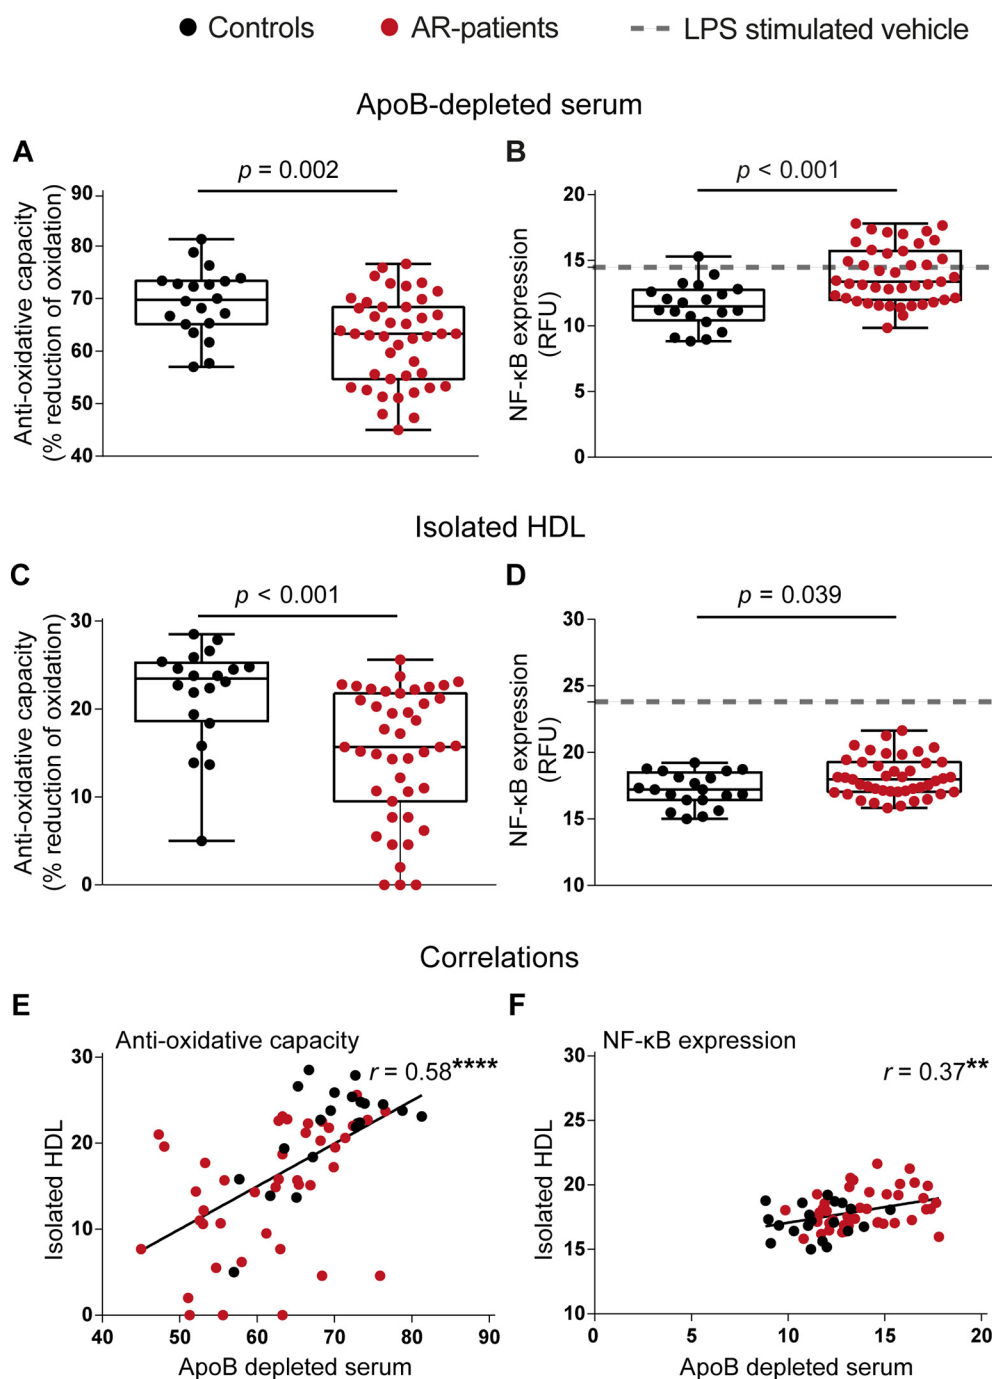 Controls AR-patients LPS stimulated vehicle
ApoB-depleted serum
A
p = 0.002
Anti-oxidative capacity
(% reduction of oxidation)
90
80
70
60
50
40
B
p < 0.001
NF-κB expression
(RFU)
20
15
10
5
0
Isolated HDL
C
p < 0.001
Anti-oxidative capacity
(% reduction of oxidation)
30
20
10
0
D
p = 0.039
NF-κB expression
(RFU)
30
25
20
15
10
Correlations
E
Anti-oxidative capacity
r = 0.58****
Isolated HDL
30
20
10
0
40 50 60 70 80 90
ApoB depleted serum
F
NF-κB expression
r = 0.37**
Isolated HDL
30
25
20
15
10
0 5 10 15 20
ApoB depleted serum